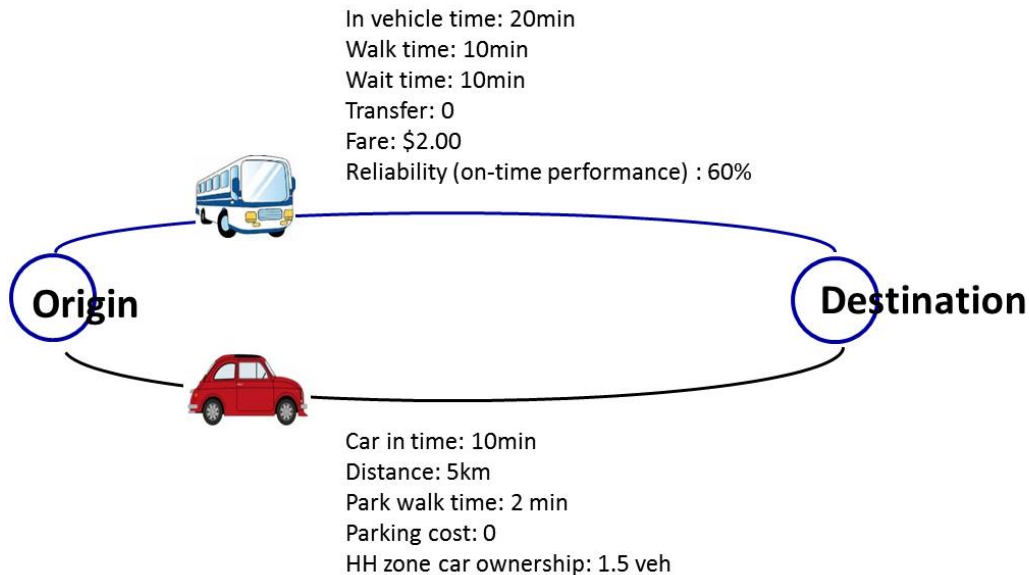 In vehicle time: 20min
Walk time: 10min
Wait time: 10min
Transfer: 0
Fare: $2.00
Reliability (on-time performance) : 60%
Origin
Destination
Car in time: 10min
Distance: 5km
Park walk time: 2 min
Parking cost: 0
HH zone car ownership: 1.5 veh